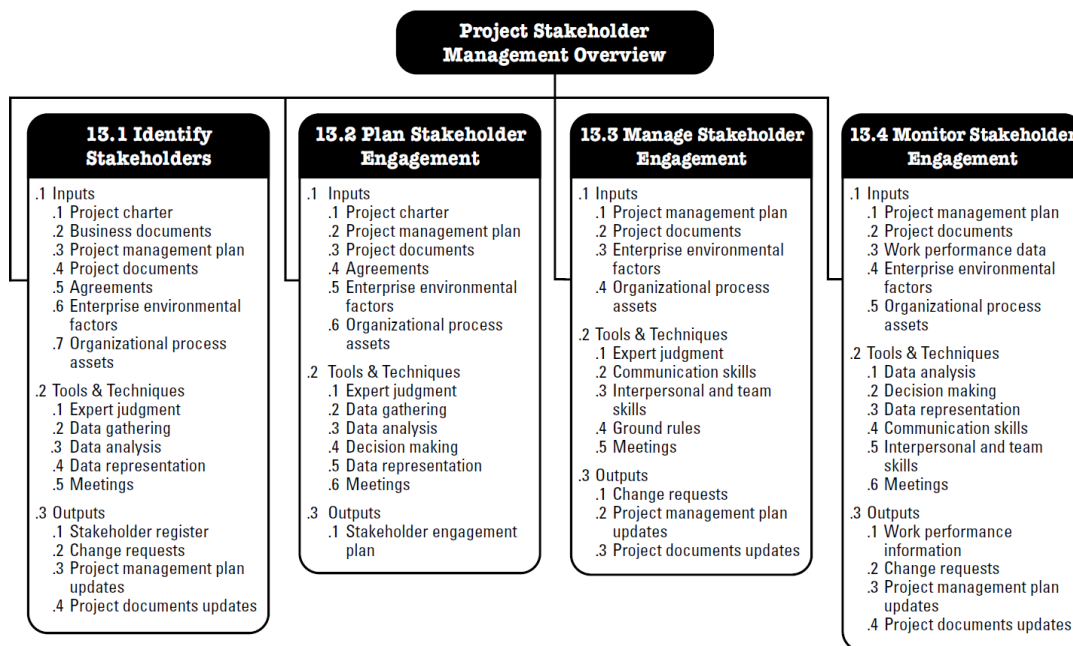 Project Stakeholder
Management Overview
13.1 Identify
Stakeholders
.1 Inputs
.1 Project charter
.2 Business documents
.3 Project management plan
.4 Project documents
.5 Agreements
.6 Enterprise environmental
factors
.7 Organizational process
assets
.2 Tools & Techniques
.1 Expert judgment
.2 Data gathering
.3 Data analysis
.4 Data representation
.5 Meetings
.3 Outputs
.1 Stakeholder register
.2 Change requests
.3 Project management plan
updates
.4 Project documents updates
13.2 Plan Stakeholder
Engagement
.1 Inputs
.1 Project charter
.2 Project management plan
.3 Project documents
.4 Agreements
.5 Enterprise environmental
factors
.6 Organizational process
assets
.2 Tools & Techniques
.1 Expert judgment
.2 Data gathering
.3 Data analysis
.4 Decision making
.5 Data representation
.6 Meetings
.3 Outputs
.1 Stakeholder engagement
plan
13.3 Manage Stakeholder
Engagement
.1 Inputs
.1 Project management plan
.2 Project documents
.3 Enterprise environmental
factors
.4 Organizational process
assets
.2 Tools & Techniques
.1 Expert judgment
.2 Communication skills
.3 Interpersonal and team
skills
.4 Ground rules
.5 Meetings
.3 Outputs
.1 Change requests
.2 Project management plan
updates
.3 Project documents updates
13.4 Monitor Stakeholder
Engagement
.1 Inputs
.1 Project management plan
.2 Project documents
.3 Work performance data
.4 Enterprise environmental
factors
.5 Organizational process
assets
.2 Tools & Techniques
.1 Data analysis
.2 Decision making
.3 Data representation
.4 Communication skills
.5 Interpersonal and team
skills
.6 Meetings
.3 Outputs
.1 Work performance
information
.2 Change requests
.3 Project management plan
updates
.4 Project documents updates